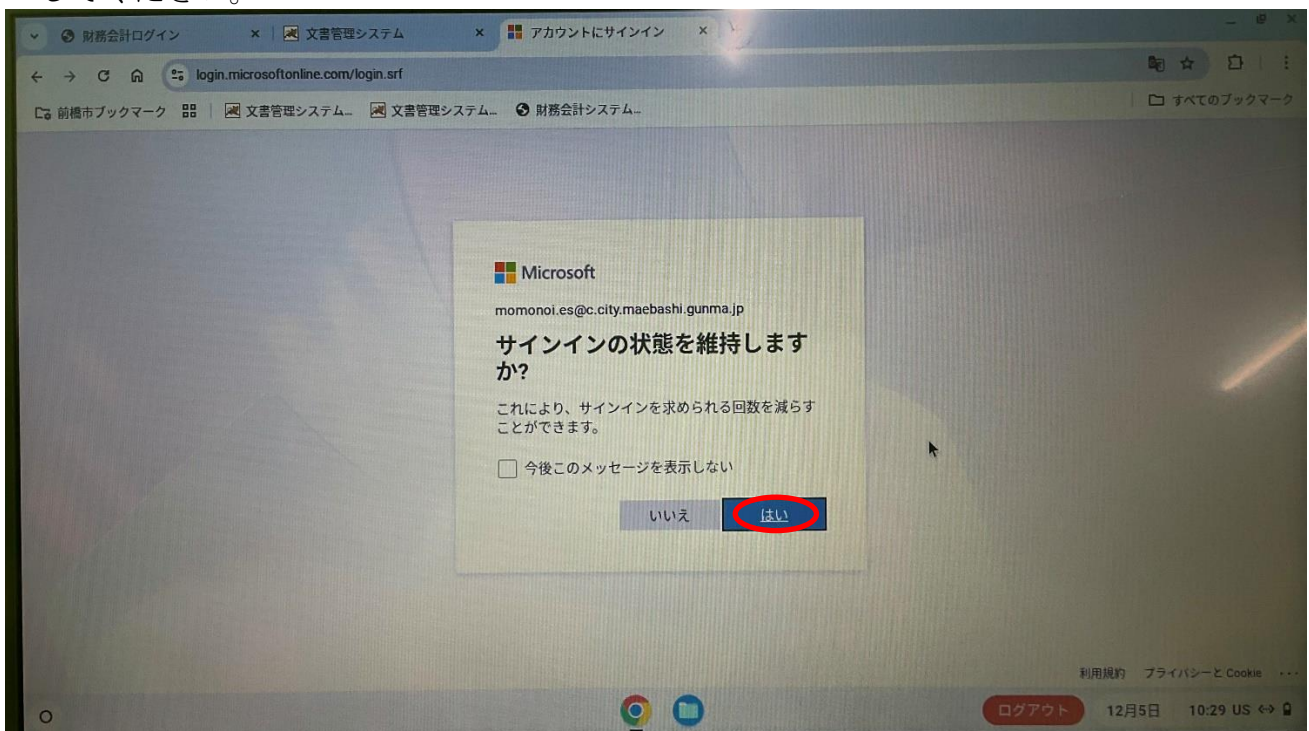 財務会計ログイン
文書管理システム
アカウントにサインイン
login.microsoftonline.com/login.srf
前橋市ブックマーク
文書管理システム...
文書管理システム...
財務会計システム...
すべてのブックマーク
Microsoft
momonoi.es@c.city.maebashi.gunma.jp
サインインの状態を維持します
か?
これにより、サインインを求められる回数を減らす
ことができます。
今後このメッセージを表示しない
いいえ はい
利用規約 プライバシーと Cookie ...
ログアウト 12月5日 10:29 US